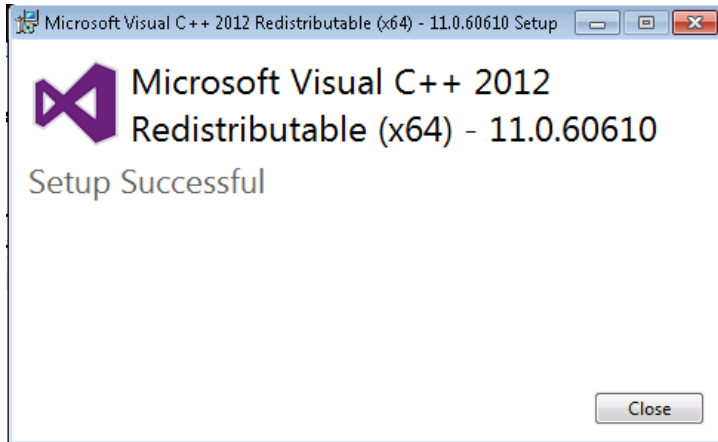 Microsoft Visual C++ 2012 Redistributable (x64) - 11.0.60610 Setup
Microsoft Visual C++ 2012
Redistributable (x64) - 11.0.60610
Setup Successful
Close